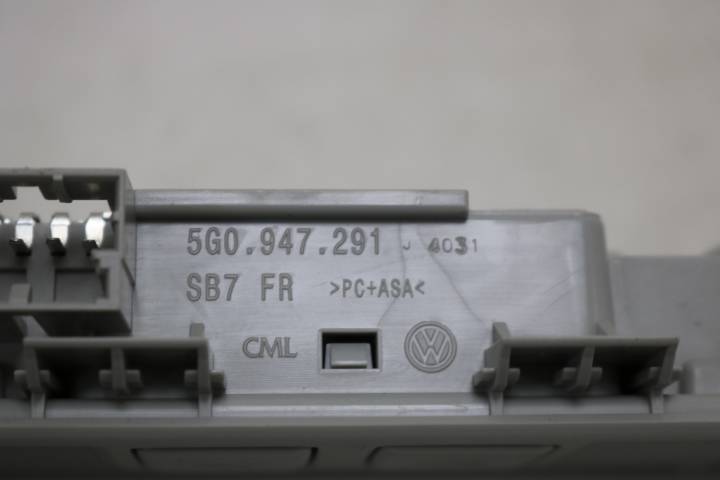 5G0.947.291 J 4031
SB7 FR >PC+ASA<
CML